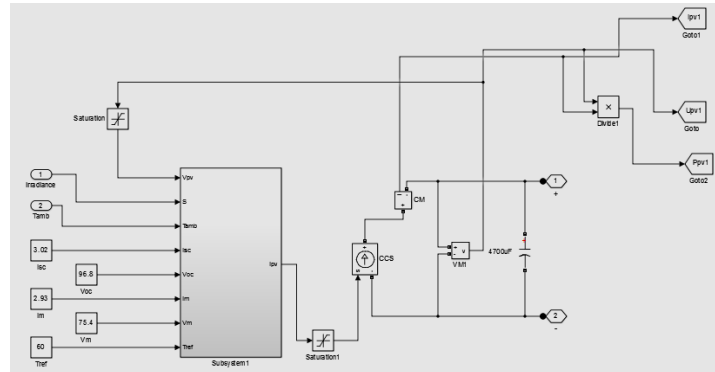 Ipv1
Goto1
Saturation
×
Divide1
Upv1
Goto
Ppv1
Goto2
1
Irradiance
2
Tamb
3.02
Isc
96.8
Voc
2.93
Im
75.4
Vm
60
Tref
Vpv
S
Tamb
Isc
Voc
Im
Vm
Tref
Ipv
Subsystem1
Saturation1
CM
CCS
s
VM1
v
4700uF
1
+
2
-